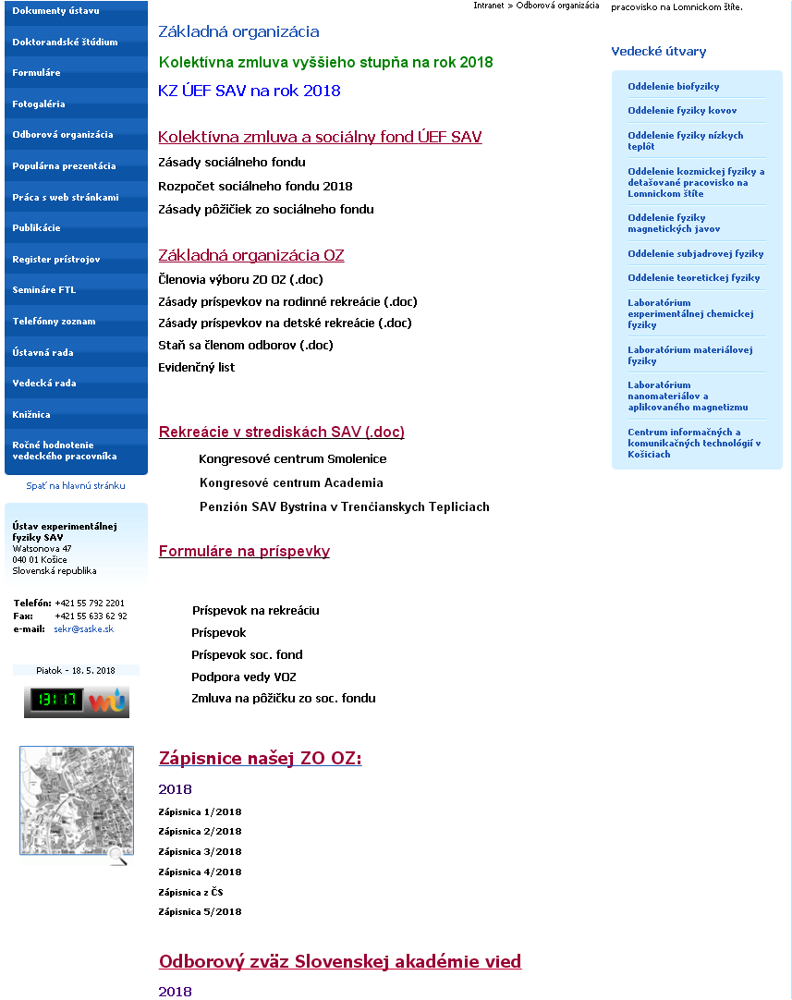 Dokumenty ústavu
Doktorandské štúdium
Formuláre
Fotogaléria
Odborová organizácia
Populárna prezentácia
Práca s web stránkami
Publikácie
Register prístrojov
Semináre FTL
Telefónny zoznam
Ústavná rada
Vedecká rada
Knižnica
Ročné hodnotenie
vedeckého pracovníka
Spať na hlavnú stránku
Ústav experimentálnej
fyziky SAV
Watsonova 47
040 01 Košice
Slovenská republika
Telefón: +421 55 792 2201
Fax: +421 55 633 62 92
e-mail: sekr@saske.sk
Piatok - 18. 5. 2018
13:17 WU
Intranet > Odborová organizácia
Základná organizácia
Kolektívna zmluva vyššieho stupňa na rok 2018
KZ ÚEF SAV na rok 2018
Kolektívna zmluva a sociálny fond ÚEF SAV
Zásady sociálneho fondu
Rozpočet sociálneho fondu 2018
Zásady pôžičiek zo sociálneho fondu
Základná organizácia OZ
Členovia výboru ZO OZ (.doc)
Zásady príspevkov na rodinné rekreácie (.doc)
Zásady príspevkov na detské rekreácie (.doc)
Staň sa členom odborov (.doc)
Evidenčný list
Rekreácie v strediskách SAV (.doc)
Kongresové centrum Smolenice
Kongresové centrum Academia
Penzión SAV Bystrina v Trenčianskych Tepliciach
Formuláre na príspevky
Príspevok na rekreáciu
Príspevok
Príspevok soc. fond
Podpora vedy VOZ
Zmluva na pôžičku zo soc. fondu
Zápisnice našej ZO OZ:
2018
Zápisnica 1/2018
Zápisnica 2/2018
Zápisnica 3/2018
Zápisnica 4/2018
Zápisnica z ČS
Zápisnica 5/2018
Odborový zväz Slovenskej akadémie vied
2018
pracovisko na Lomnickom štíte.
Vedecké útvary
Oddelenie biofyziky
Oddelenie fyziky kovov
Oddelenie fyziky nízkych
teplôt
Oddelenie kozmickej fyziky a
detašované pracovisko na
Lomnickom štíte
Oddelenie fyziky
magnetických javov
Oddelenie subjadrovej fyziky
Oddelenie teoretickej fyziky
Laboratórium
experimentálnej chemickej
fyziky
Laboratórium materiálovej
fyziky
Laboratórium
nanomateriálov a
aplikovaného magnetizmu
Centrum informačných a
komunikačných technológií v
Košiciach